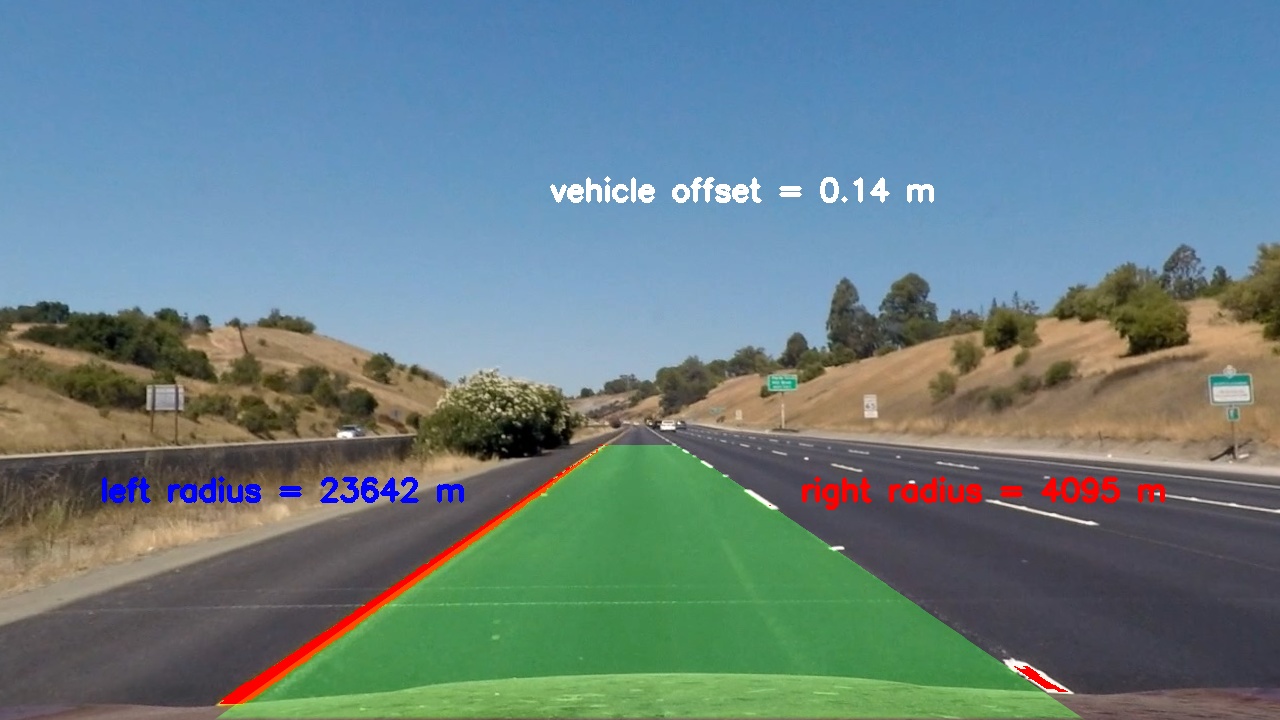 vehicle offset = 0.14 m
left radius = 23642 m
right radius = 4095 m